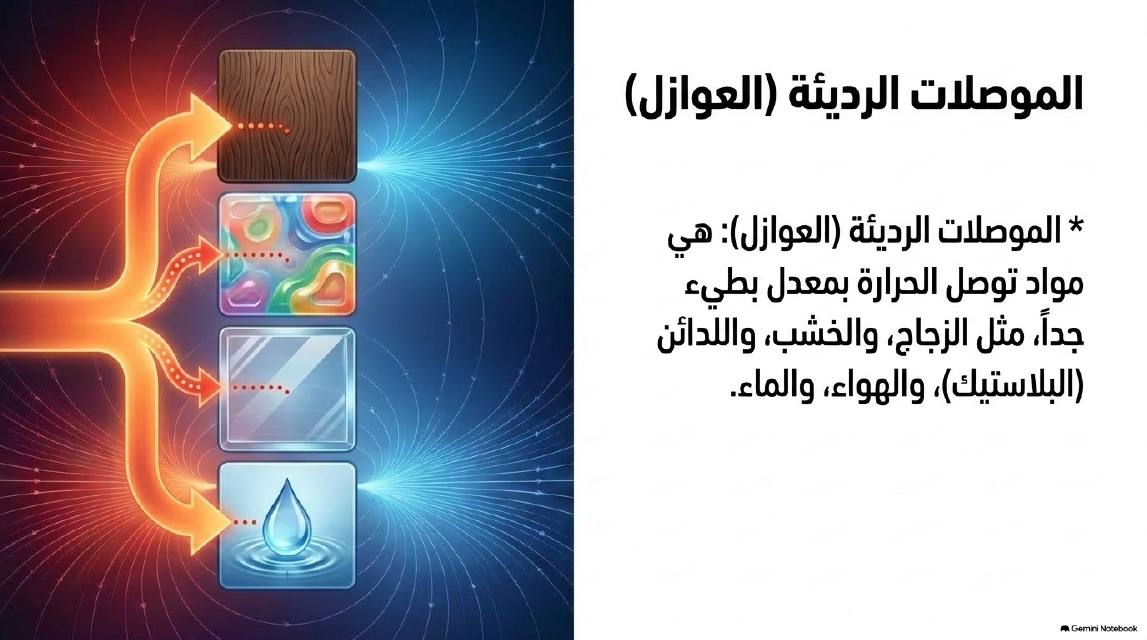 الموصلات الرديئة (العوازل)
* الموصلات الرديئة (العوازل): هي
مواد توصل الحرارة بمعدل بطيء
جداً، مثل الزجاج، والخشب، واللدائن
(البلاستيك)، والهواء، والماء.
Gemini Notebook